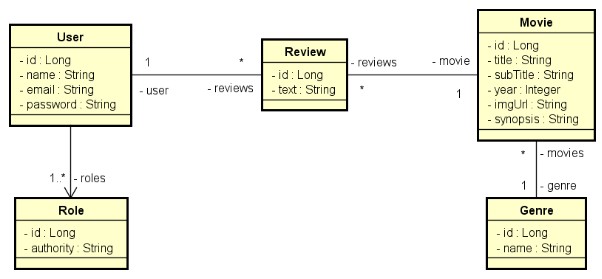 User
- id : Long
- name : String
- email : String
- password : String
1
*
- user
- reviews
Review
- id : Long
- text : String
- reviews
- movie
*
1
Movie
- id : Long
- title : String
- subTitle : String
- year : Integer
- imgUrl : String
- synopsis : String
1..*
- roles
Role
- id : Long
- authority : String
*
- movies
1
- genre
Genre
- id : Long
- name : String